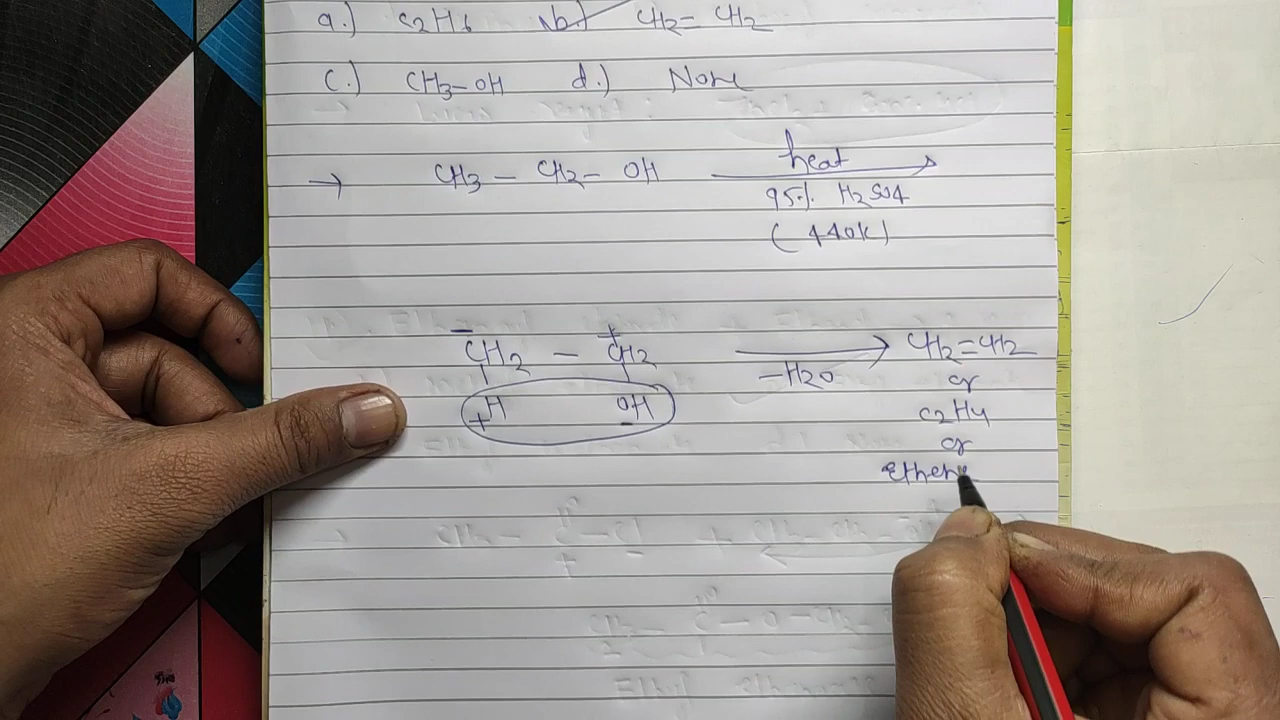 a.) C2H6 b.) CH2=CH2
c.) CH3-OH d.) None
→ CH3 - CH2 - OH heat
95% H2SO4
(440K)
- +
CH2 - CH2 → CH2=CH2
-H2O or
H OH C2H4
+ - or
Ethen